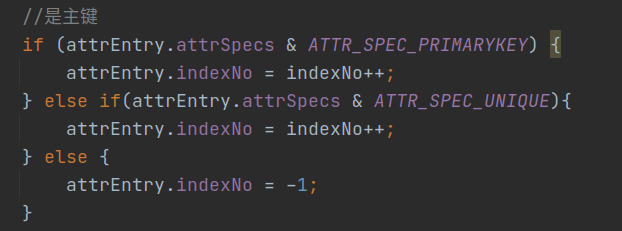 //是主键
if (attrEntry.attrSpecs & ATTR_SPEC_PRIMARYKEY) {
    attrEntry.indexNo = indexNo++;
} else if(attrEntry.attrSpecs & ATTR_SPEC_UNIQUE){
    attrEntry.indexNo = indexNo++;
} else {
    attrEntry.indexNo = -1;
}